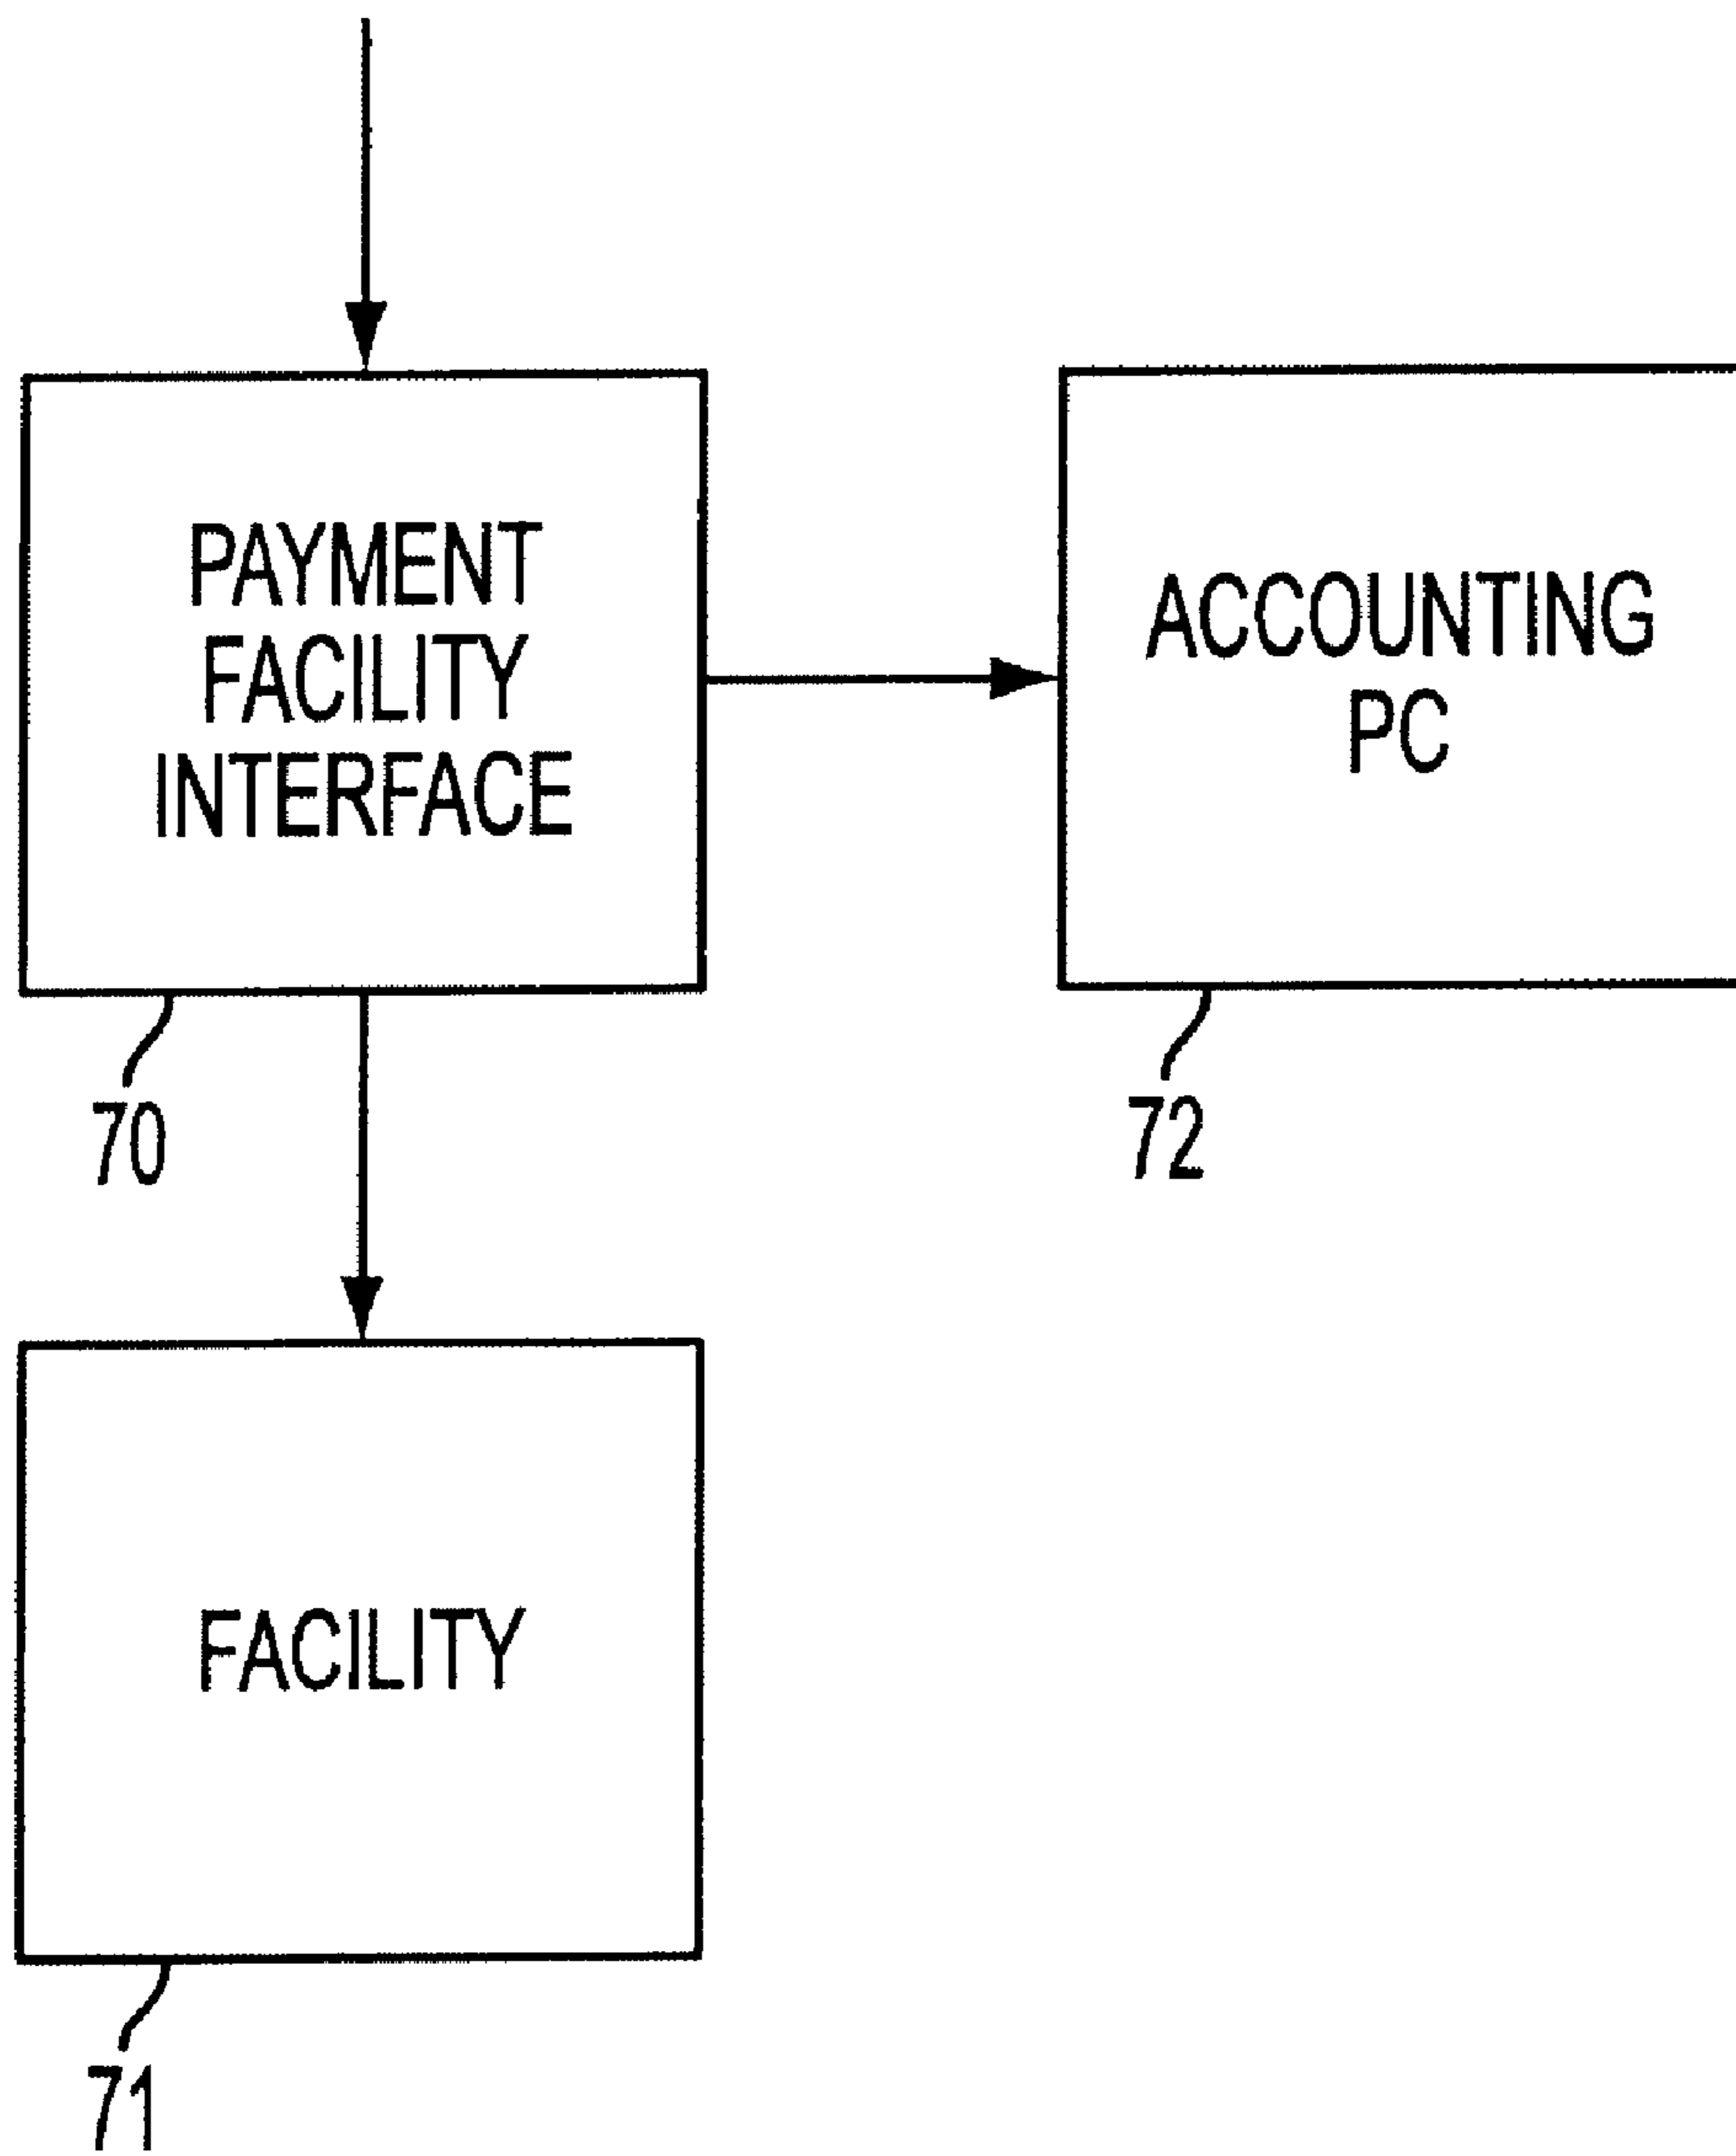 PAYMENT
FACILITY
INTERFACE
70
ACCOUNTING
PC
72
FACILITY
71